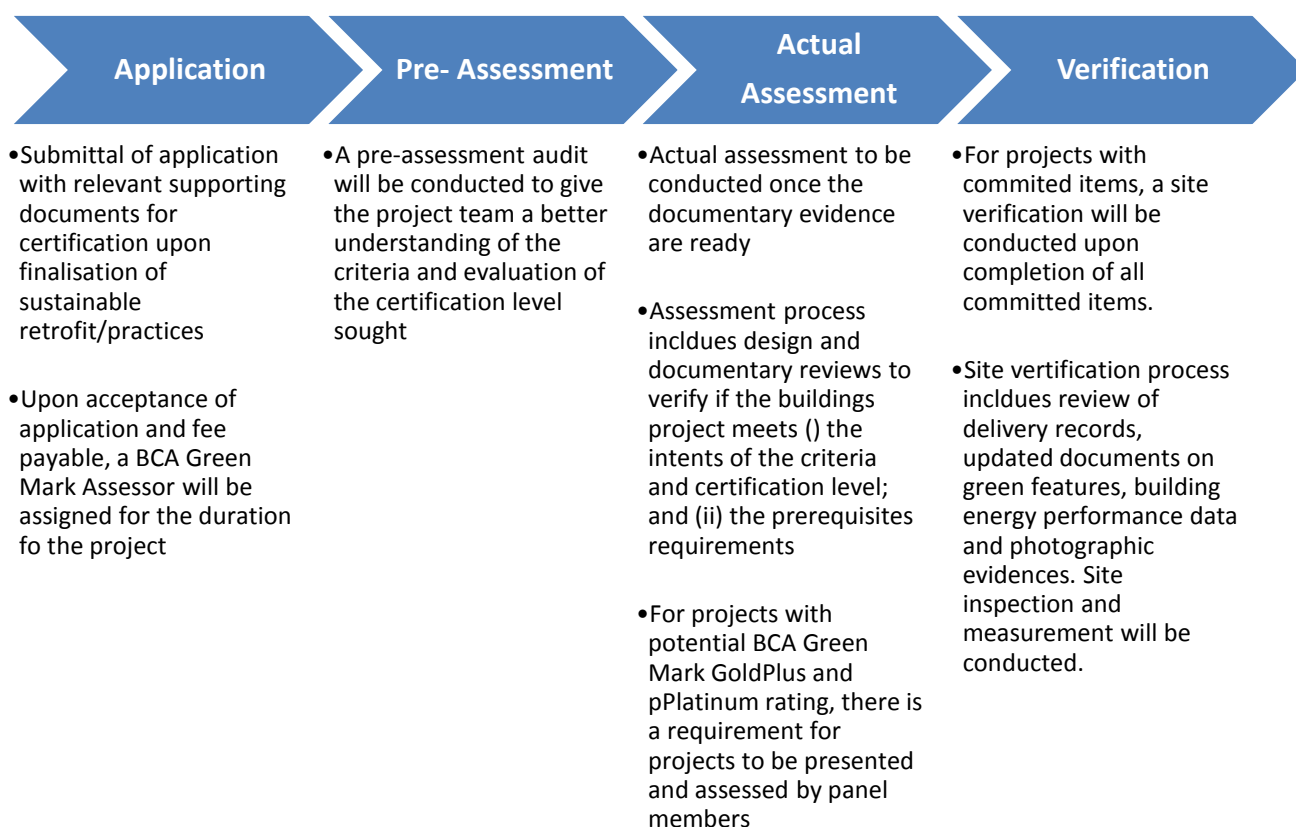 Application
Pre- Assessment
Actual
Assessment
Verification
•Submittal of application
with relevant supporting
documents for
certification upon
finalisation of
sustainable
retrofit/practices
•Upon acceptance of
application and fee
payable, a BCA Green
Mark Assessor will be
assigned for the duration
fo the project
•A pre-assessment audit
will be conducted to give
the project team a better
understanding of the
criteria and evaluation of
the certification level
sought
•Actual assessment to be
conducted once the
documentary evidence
are ready
•Assessment process
incldues design and
documentary reviews to
verify if the buildings
project meets () the
intents of the criteria
and certification level;
and (ii) the prerequisites
requirements
•For projects with
potential BCA Green
Mark GoldPlus and
pPlatinum rating, there is
a requirement for
projects to be presented
and assessed by panel
members
•For projects with
commited items, a site
verification will be
conducted upon
completion of all
committed items.
•Site vertification process
incldues review of
delivery records,
updated documents on
green features, building
energy performance data
and photographic
evidences. Site
inspection and
measurement will be
conducted.